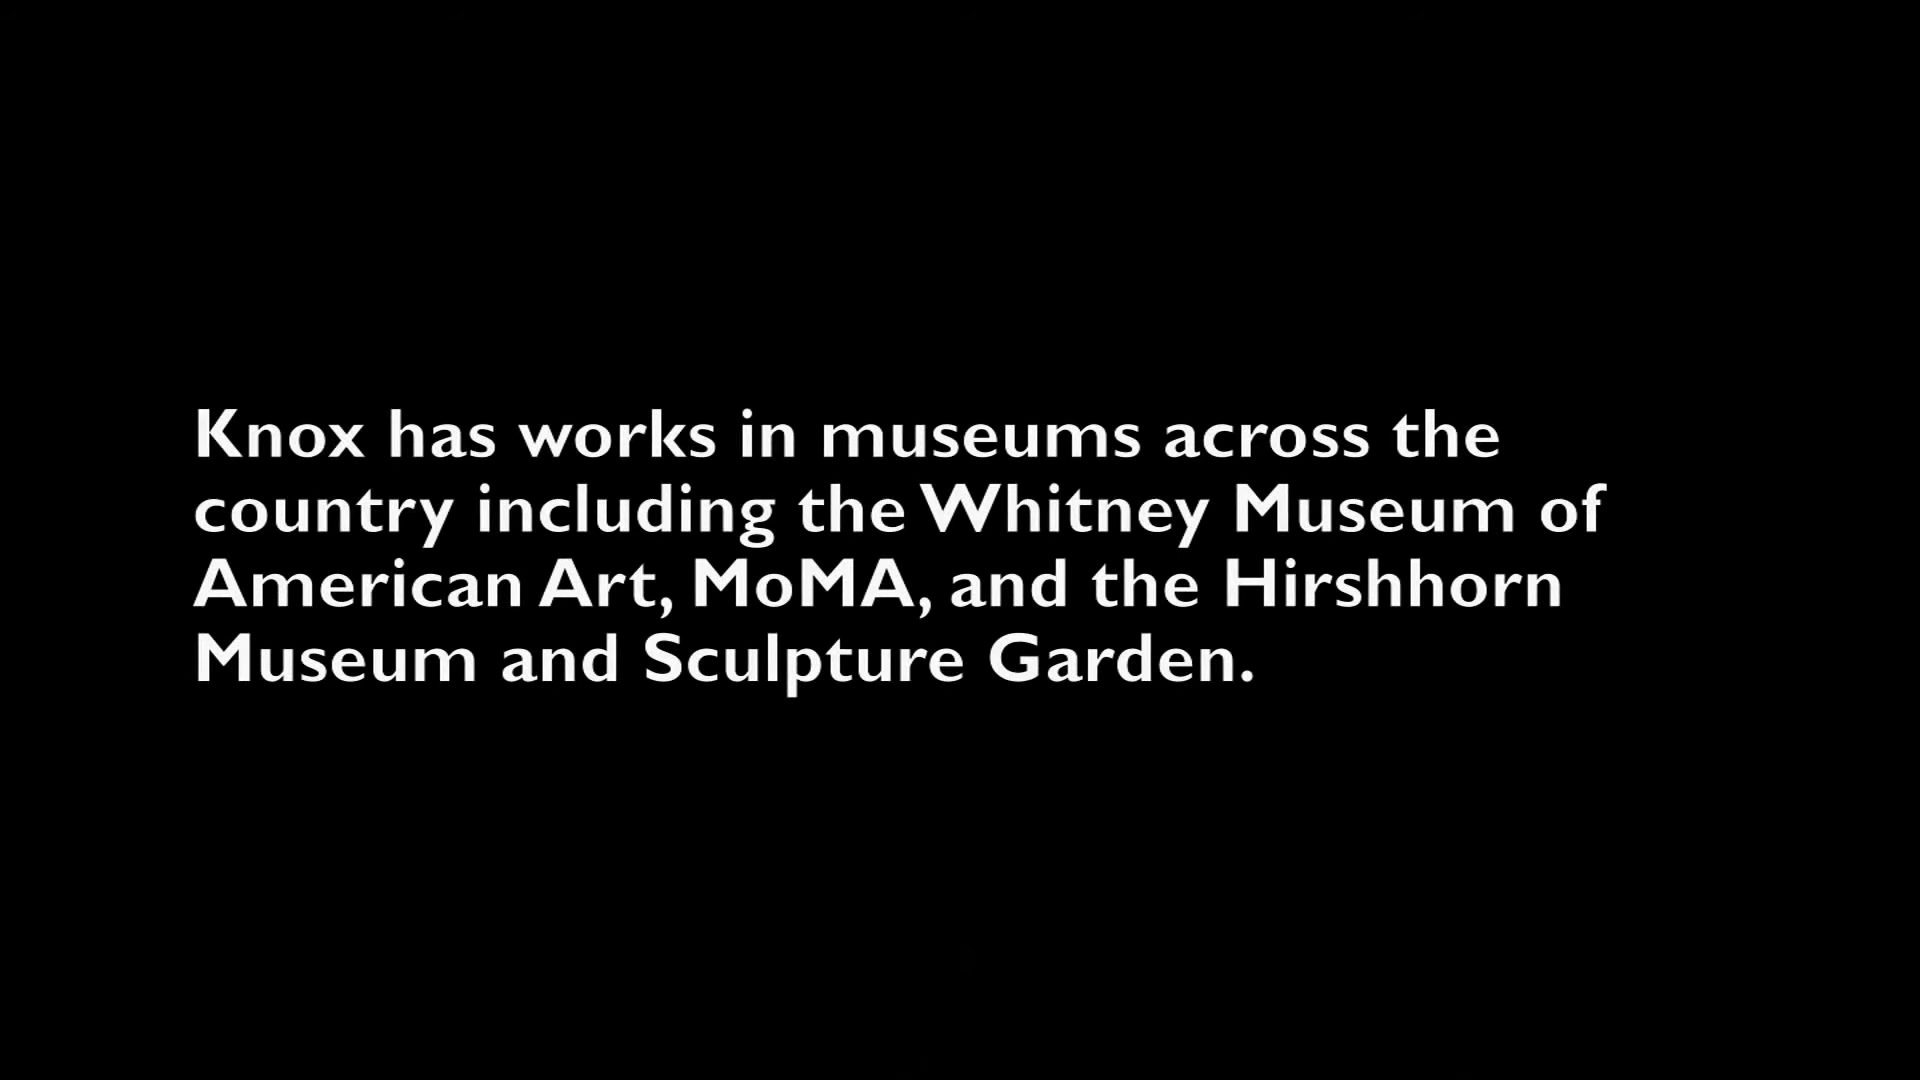 Knox has works in museums across the
country including the Whitney Museum of
American Art, MoMA, and the Hirshhorn
Museum and Sculpture Garden.